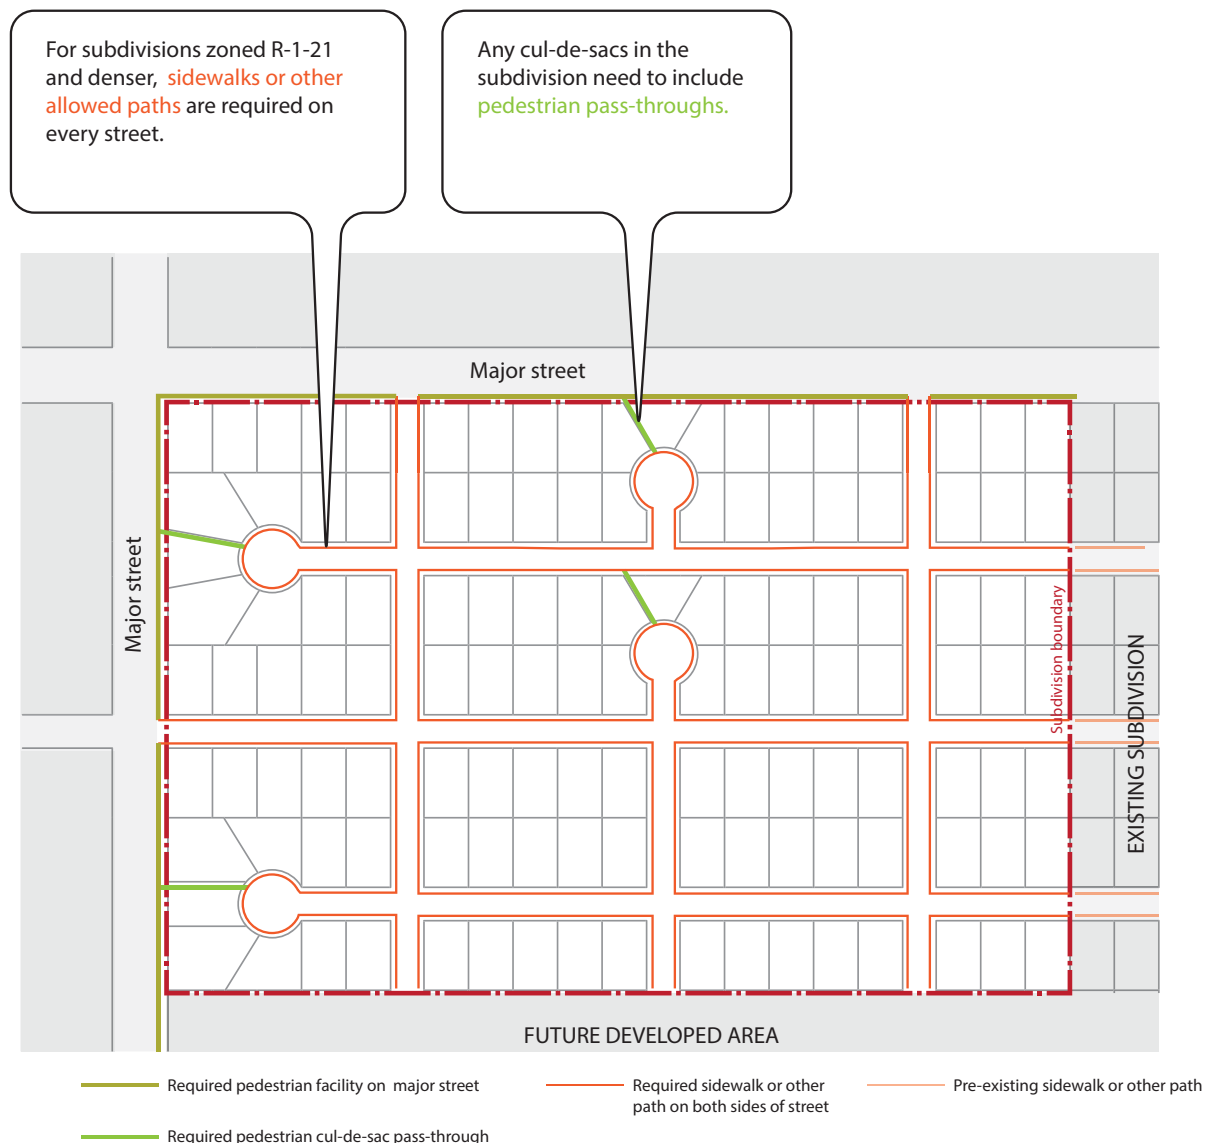 For subdivisions zoned R-1-21
and denser, sidewalks or other
allowed paths are required on
every street.
Any cul-de-sacs in the
subdivision need to include
pedestrian pass-throughs.
Major street
Major street
Subdivision boundary
EXISTING SUBDIVISION
FUTURE DEVELOPED AREA
Required pedestrian facility on major street
Required sidewalk or other
path on both sides of street
Pre-existing sidewalk or other path
Required pedestrian cul-de-sac pass-through